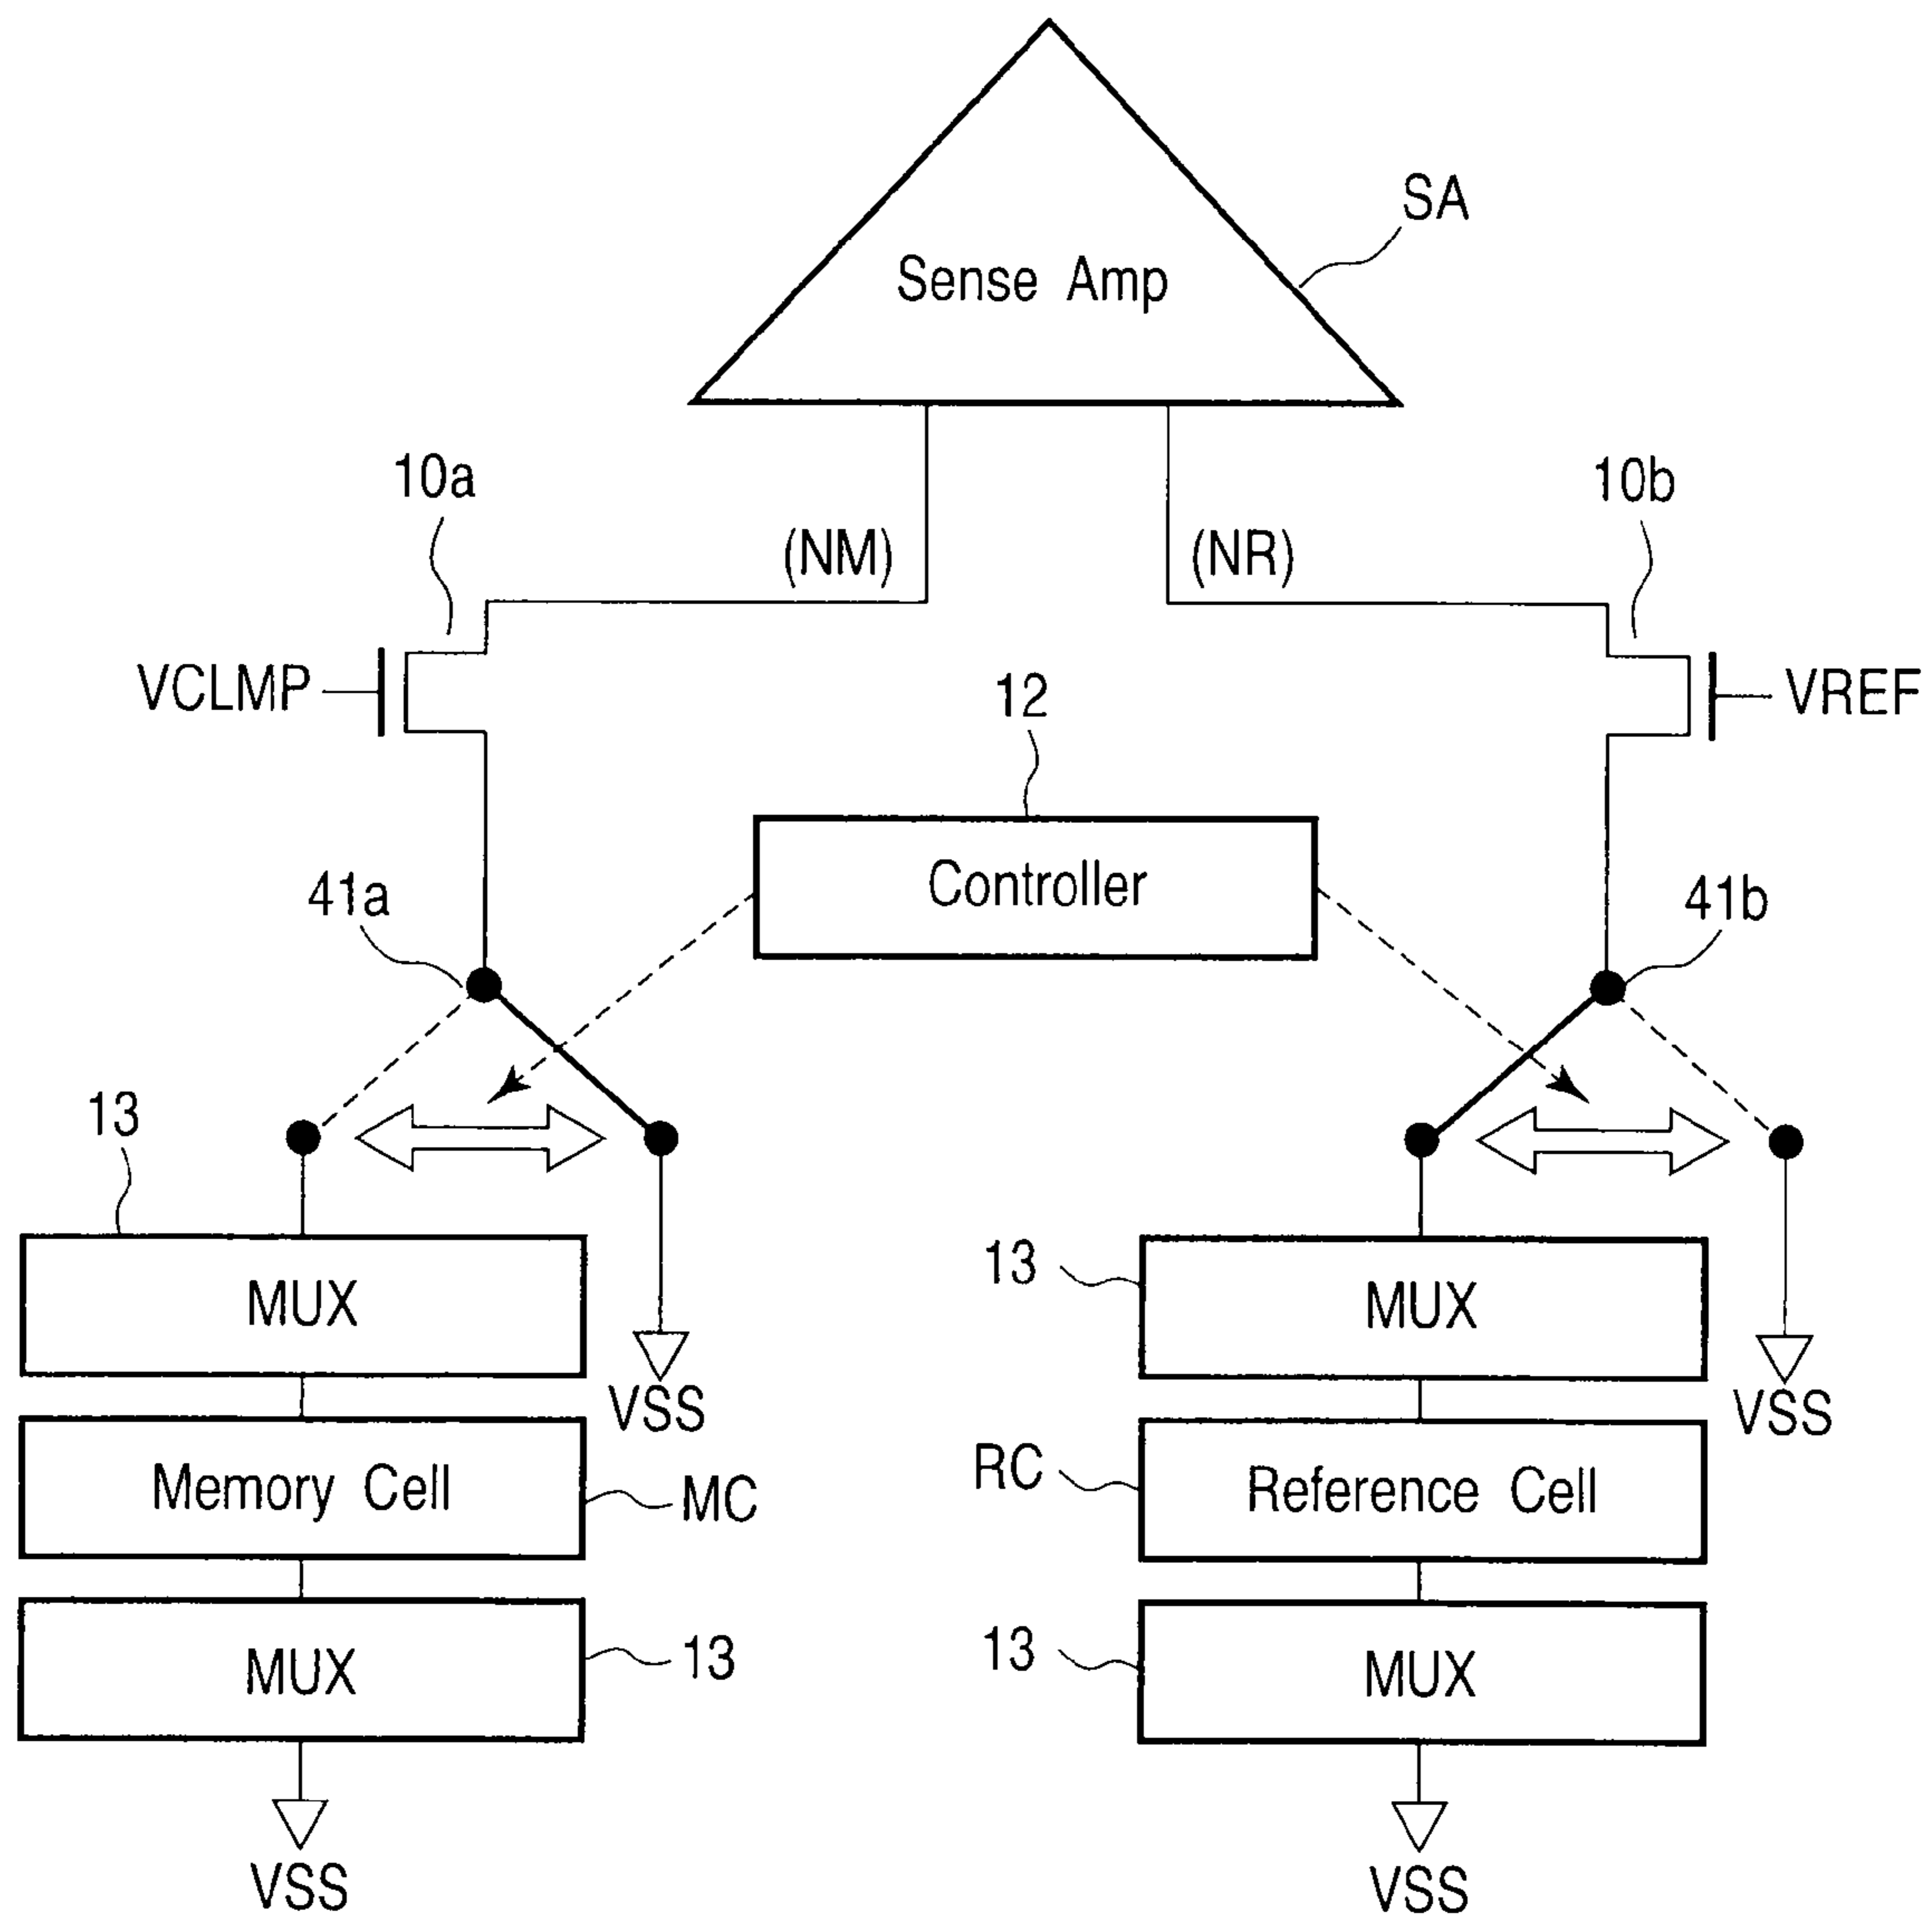 SA
Sense Amp
10a
10b
(NM)
(NR)
VCLMP
12
VREF
Controller
41a
41b
13
MUX
13
MUX
VSS
VSS
Memory Cell
MC
RC
Reference Cell
MUX
13
13
MUX
VSS
VSS